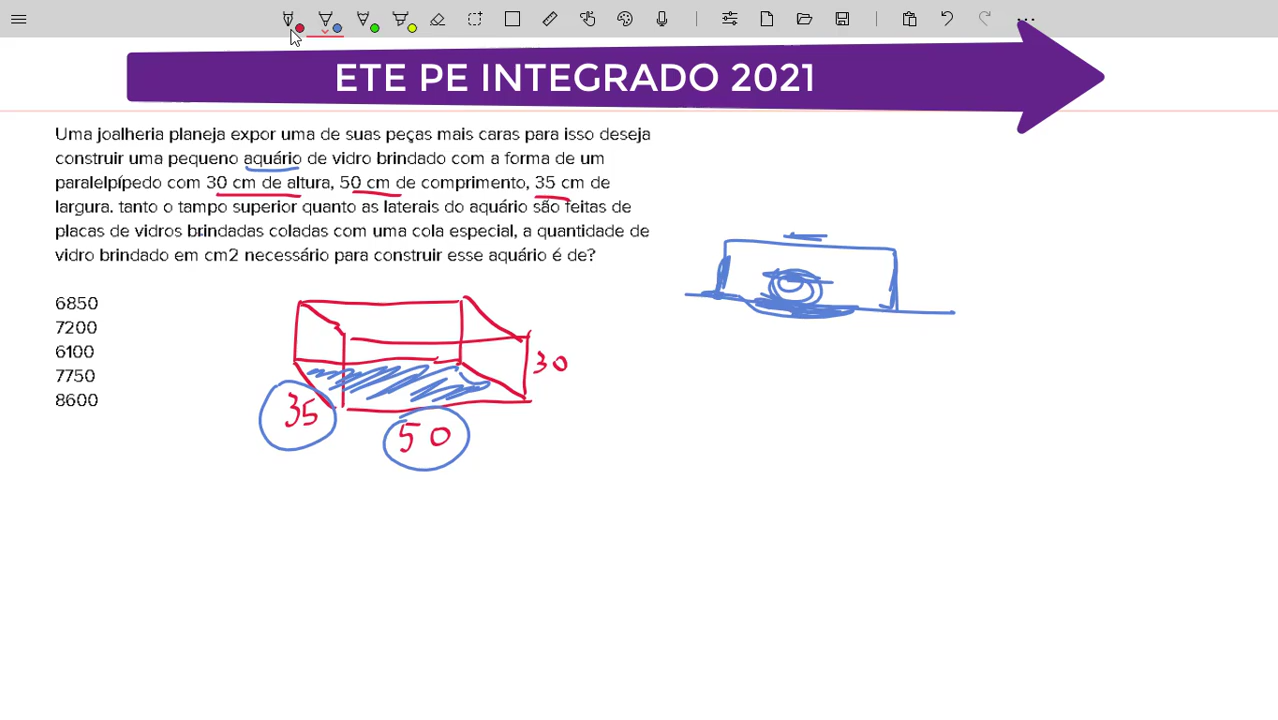 ETE PE INTEGRADO 2021
Uma joalheria planeja expor uma de suas peças mais caras para isso deseja
construir uma pequeno aquário de vidro brindado com a forma de um
paralelpípedo com 30 cm de altura, 50 cm de comprimento, 35 cm de
largura. tanto o tampo superior quanto as laterais do aquário são feitas de
placas de vidros brindadas coladas com uma cola especial, a quantidade de
vidro brindado em cm2 necessário para construir esse aquário é de?
6850
7200
6100
7750
8600
30
35
50